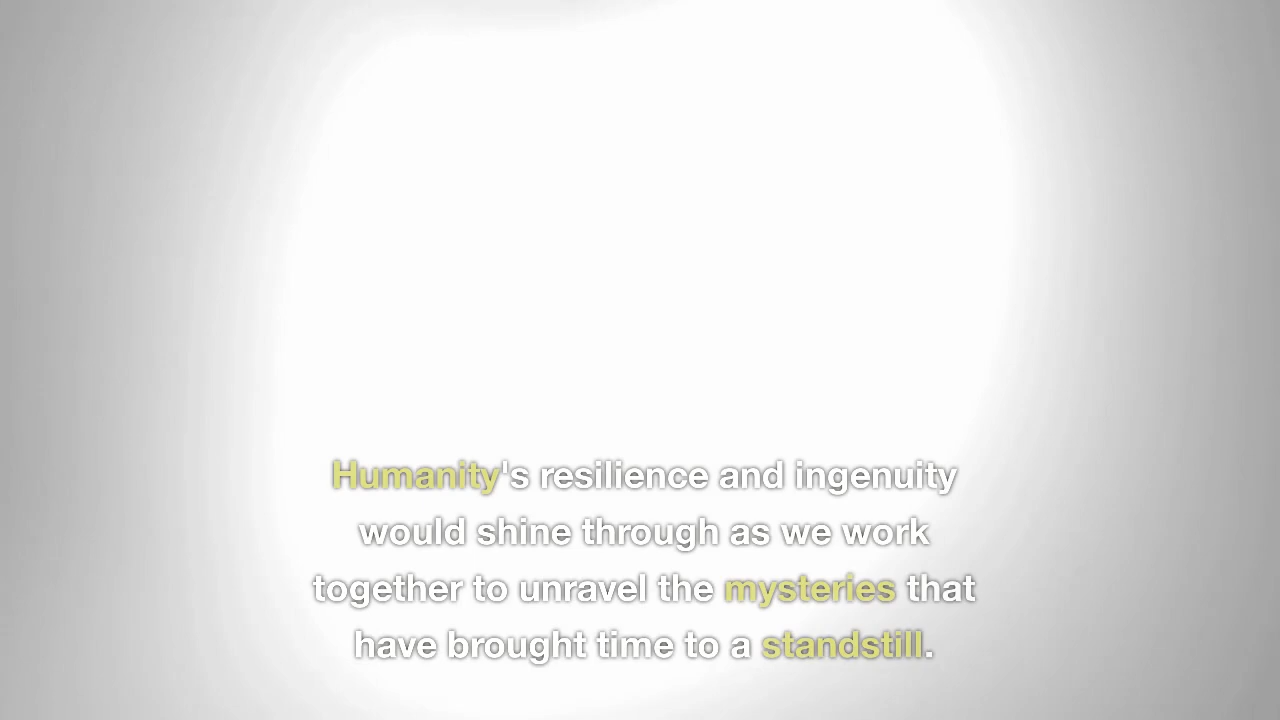 Humanity's resilience and ingenuity
would shine through as we work
together to unravel the mysteries that
have brought time to a standstill.